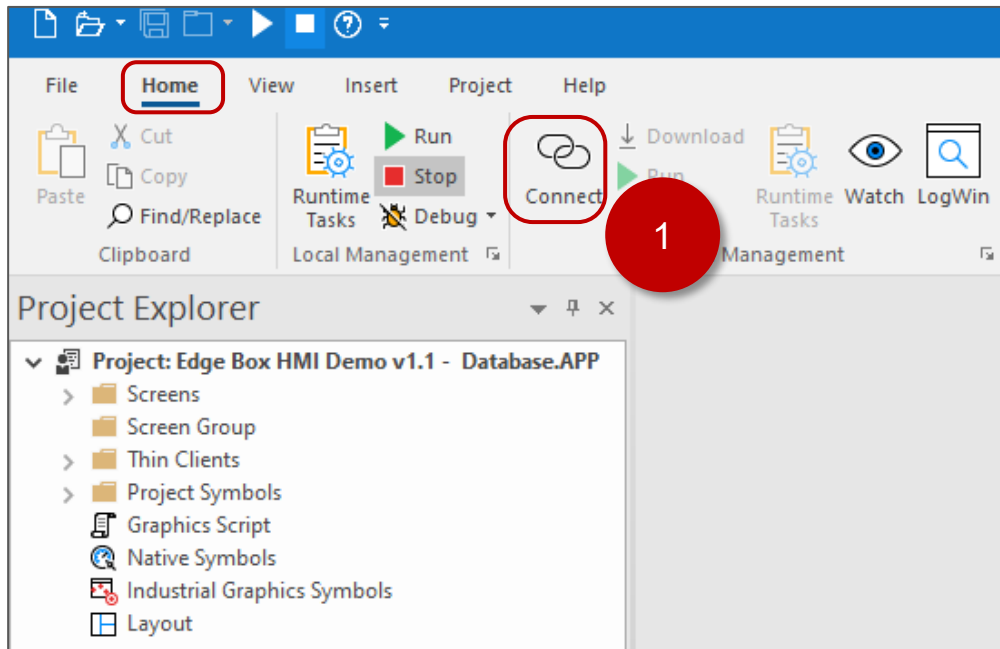 File Home View Insert Project Help
Paste
Cut
Copy
Find/Replace
Clipboard
Runtime
Tasks
Run
Stop
Debug
Local Management
Connect
Download
Run
1
Runtime
Tasks
Watch
LogWin
Management
Project Explorer
Project: Edge Box HMI Demo v1.1 - Database.APP
Screens
Screen Group
Thin Clients
Project Symbols
Graphics Script
Native Symbols
Industrial Graphics Symbols
Layout